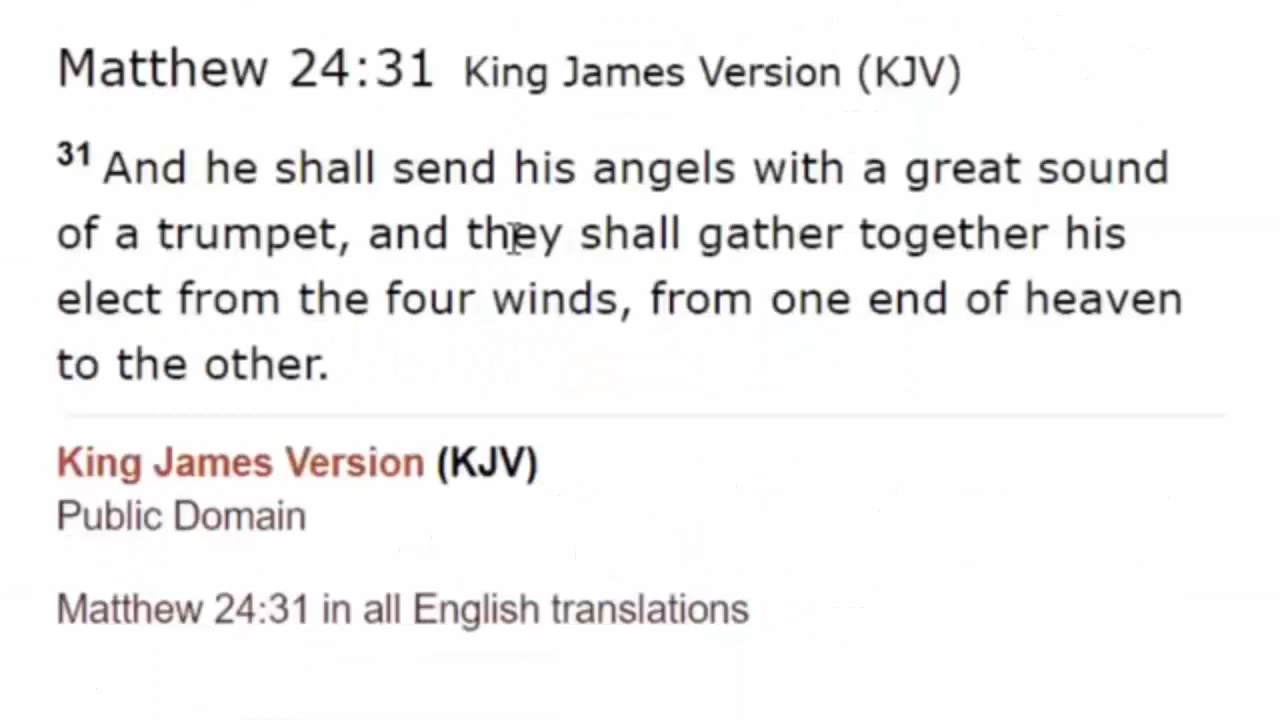 Matthew 24:31 King James Version (KJV)
31 And he shall send his angels with a great sound
of a trumpet, and they shall gather together his
elect from the four winds, from one end of heaven
to the other.
King James Version (KJV)
Public Domain
Matthew 24:31 in all English translations